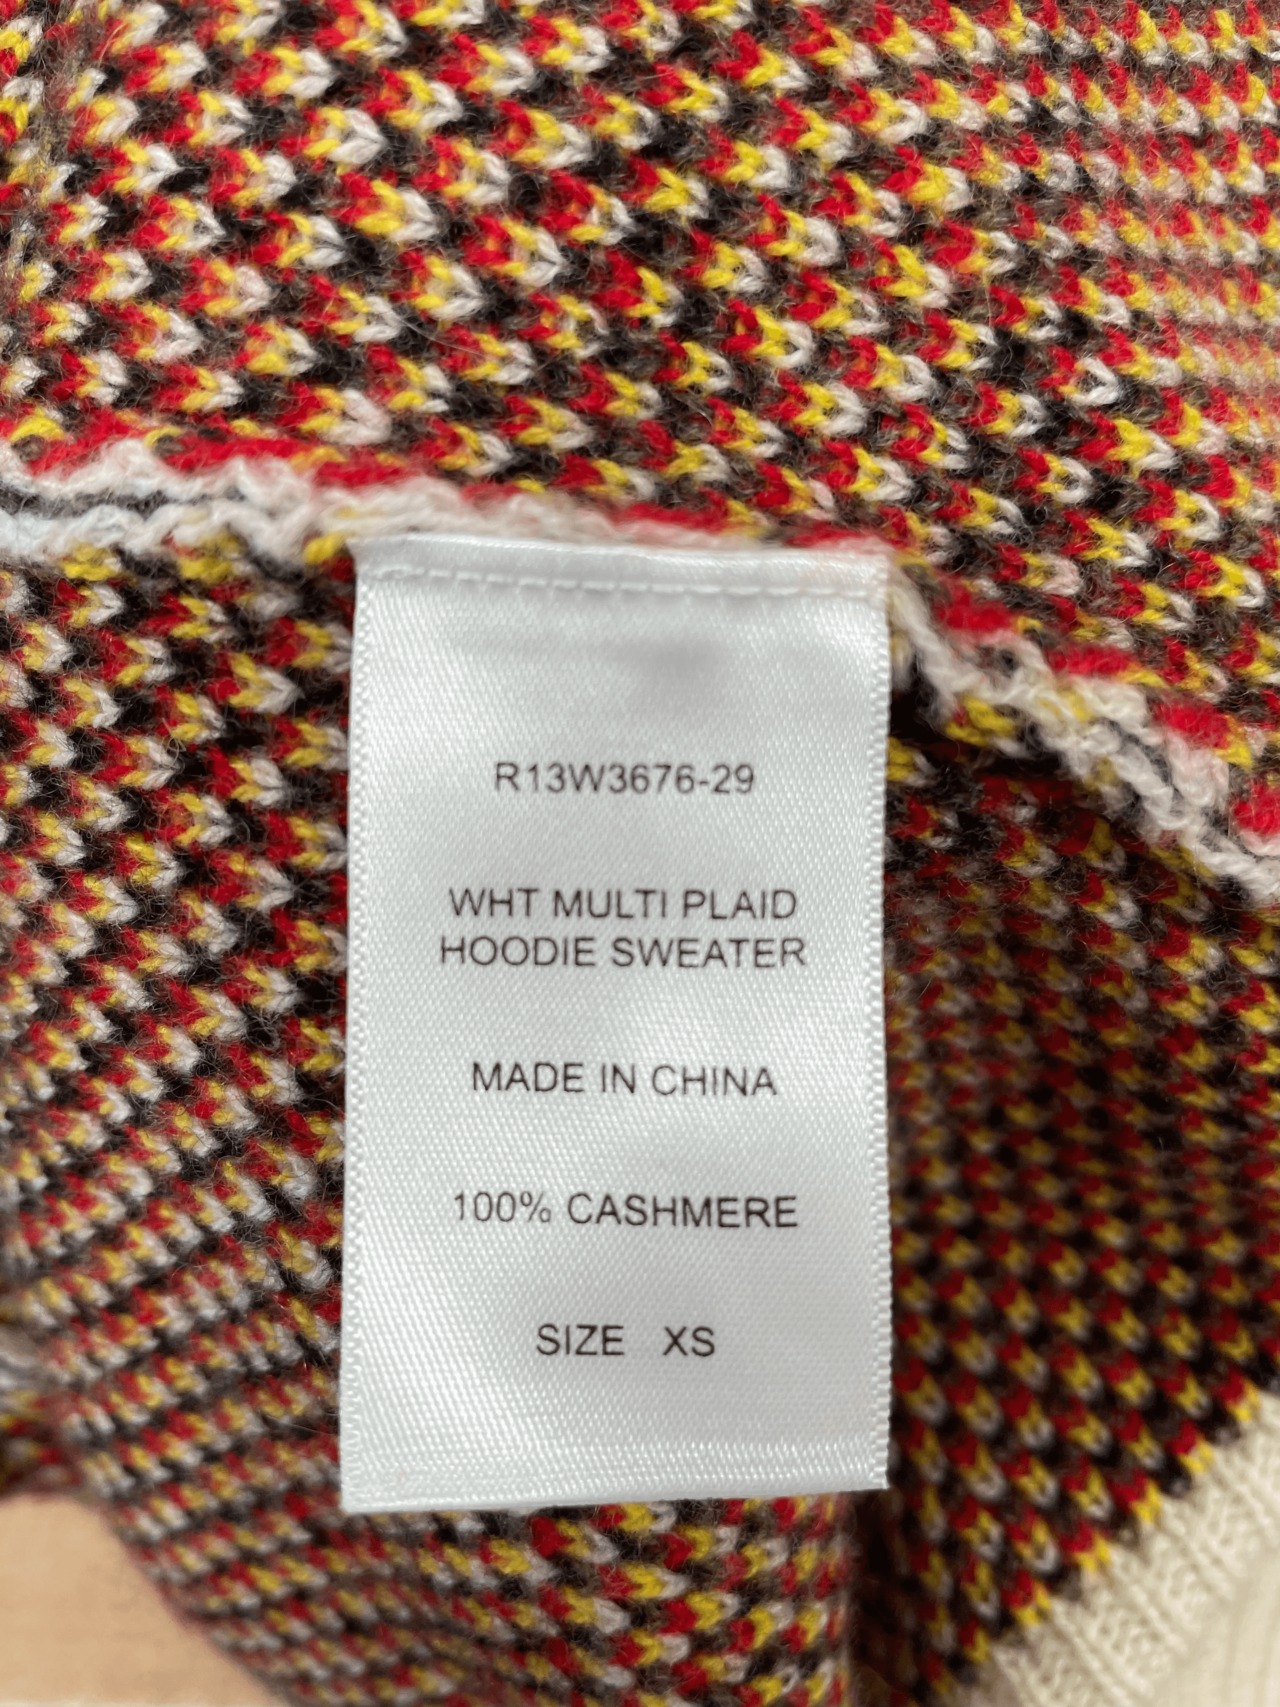 R13W3676-29
WHT MULTI PLAID
HOODIE SWEATER
MADE IN CHINA
100% CASHMERE
SIZE XS